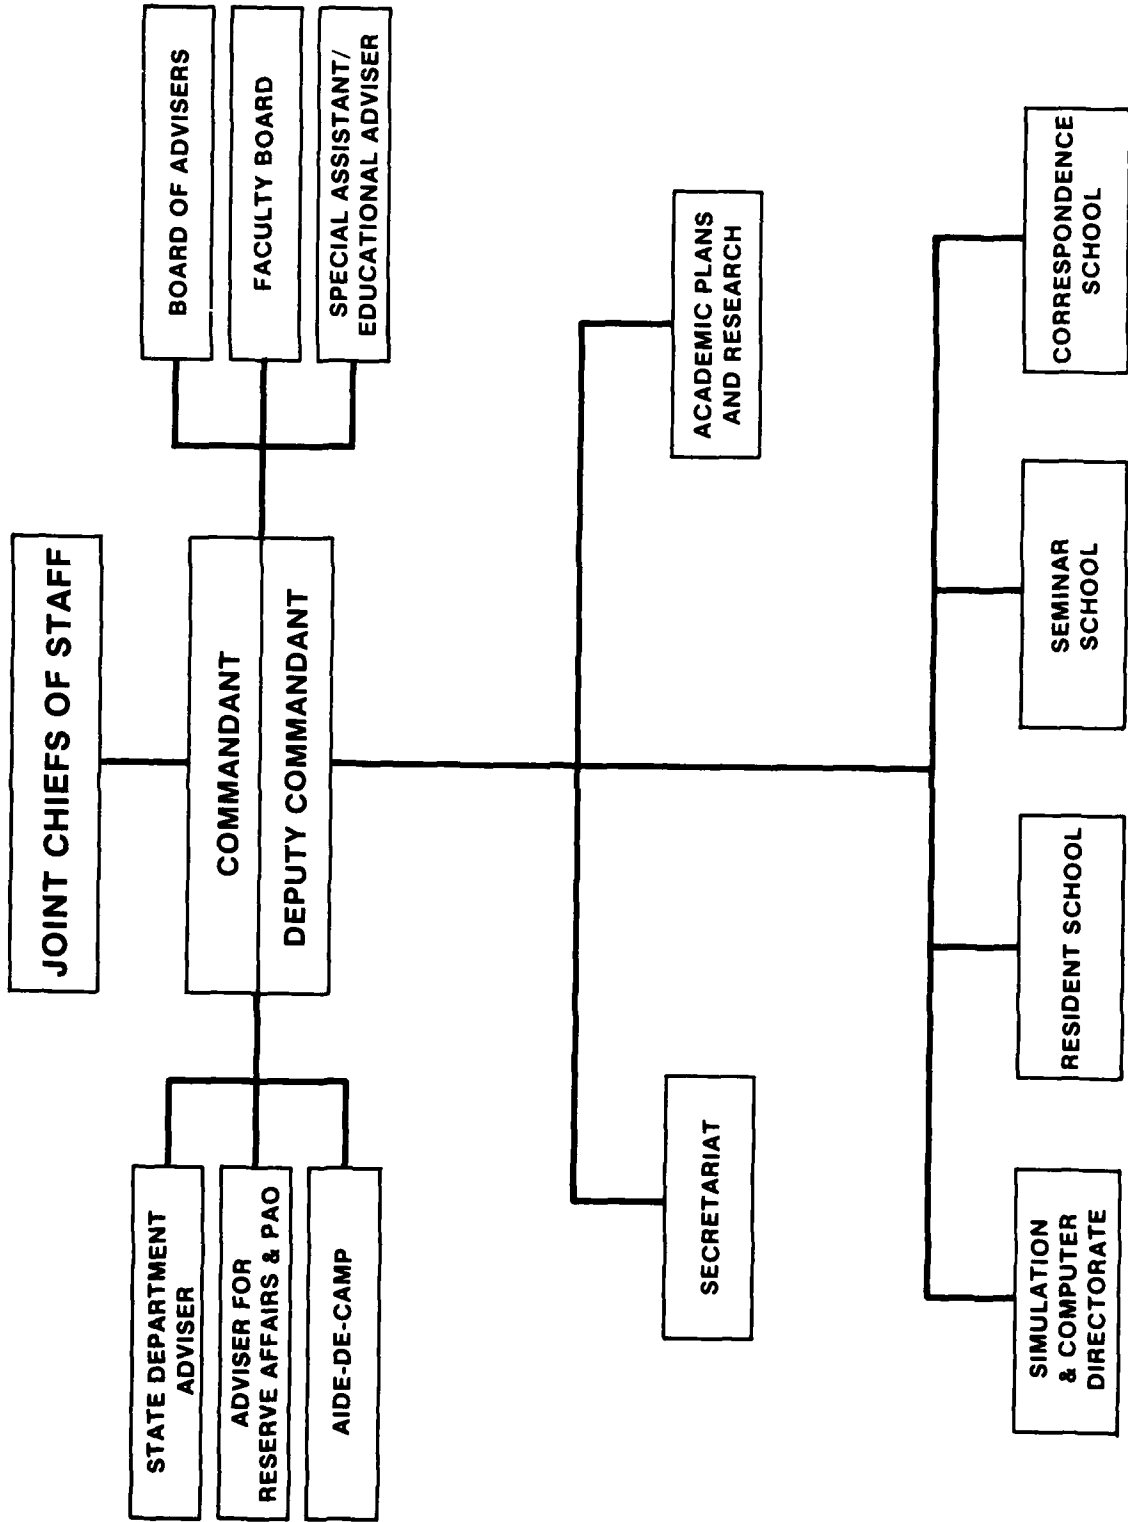 JOINT CHIEFS OF STAFF
COMMANDANT
DEPUTY COMMANDANT
STATE DEPARTMENT
ADVISER
ADVISER FOR
RESERVE AFFAIRS & PAO
AIDE-DE-CAMP
BOARD OF ADVISERS
FACULTY BOARD
SPECIAL ASSISTANT/
EDUCATIONAL ADVISER
SECRETARIAT
ACADEMIC PLANS
AND RESEARCH
SIMULATION
& COMPUTER
DIRECTORATE
RESIDENT SCHOOL
SEMINAR
SCHOOL
CORRESPONDENCE
SCHOOL